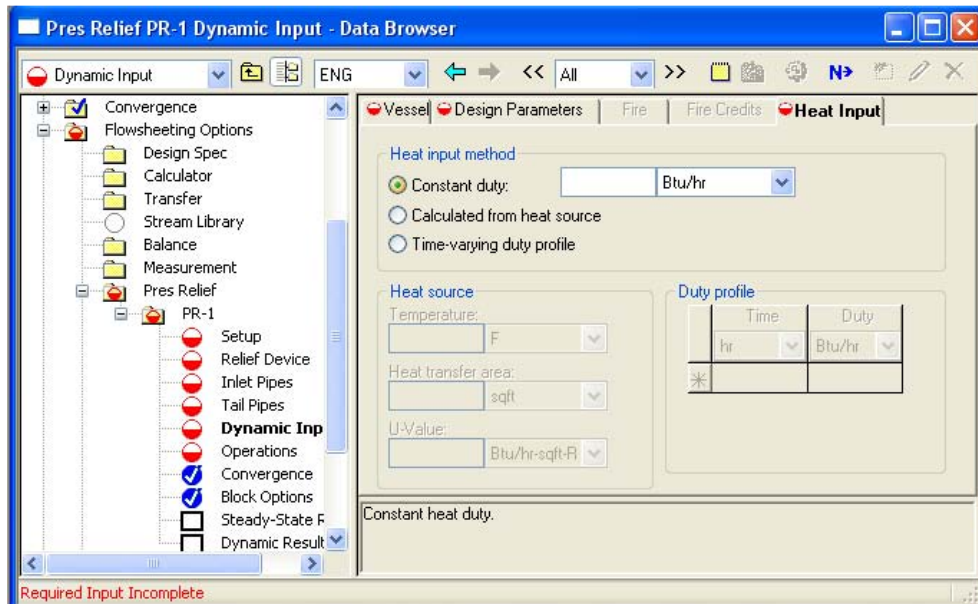 Pres Relief PR-1 Dynamic Input - Data Browser
Dynamic Input ENG << All >> N>
Convergence
Flowsheeting Options
Design Spec
Calculator
Transfer
Stream Library
Balance
Measurement
Pres Relief
PR-1
Setup
Relief Device
Inlet Pipes
Tail Pipes
Dynamic Inp
Operations
Convergence
Block Options
Steady-State R
Dynamic Result
Vessel Design Parameters Fire Fire Credits Heat Input
Heat input method
Constant duty: Btu/hr
Calculated from heat source
Time-varying duty profile
Heat source
Temperature:
F
Heat transfer area:
sqft
U-Value:
Btu/hr-sqft-R
Duty profile
Time Duty
hr Btu/hr
Constant heat duty.
Required Input Incomplete